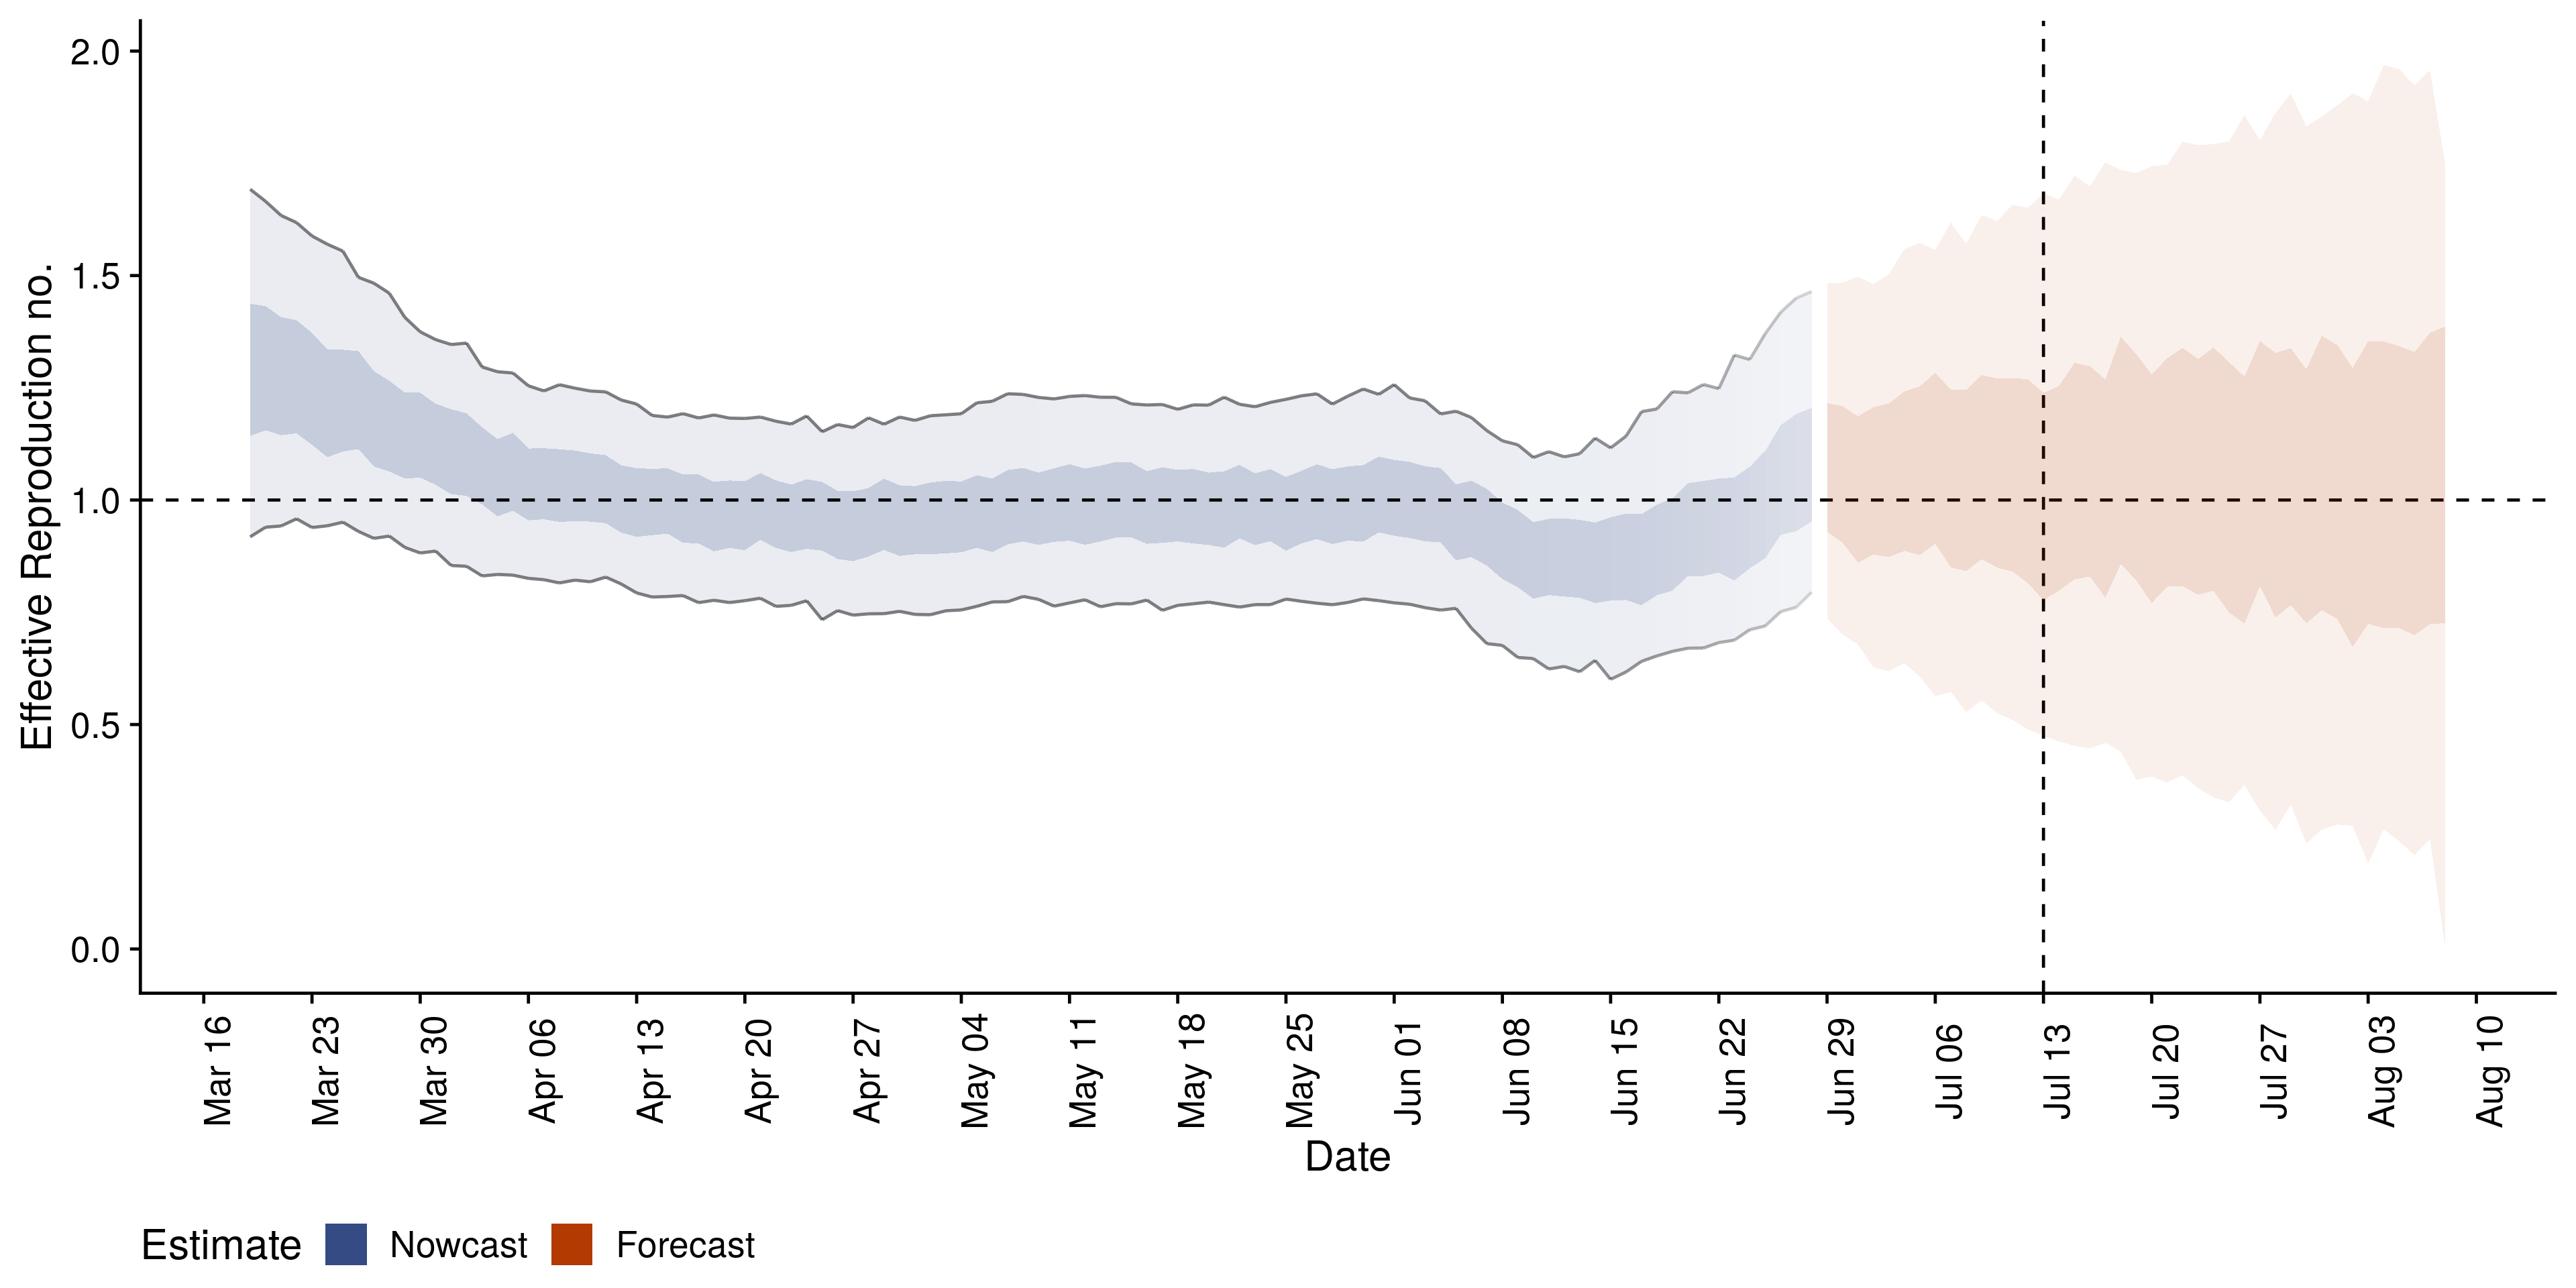 Effective Reproduction no.
2.0
1.5
1.0
0.5
0.0
Mar 16
Mar 23
Mar 30
Apr 06
Apr 13
Apr 20
Apr 27
May 04
May 11
May 18
May 25
Jun 01
Jun 08
Jun 15
Jun 22
Jun 29
Jul 06
Jul 13
Jul 20
Jul 27
Aug 03
Aug 10
Date
Estimate Nowcast Forecast